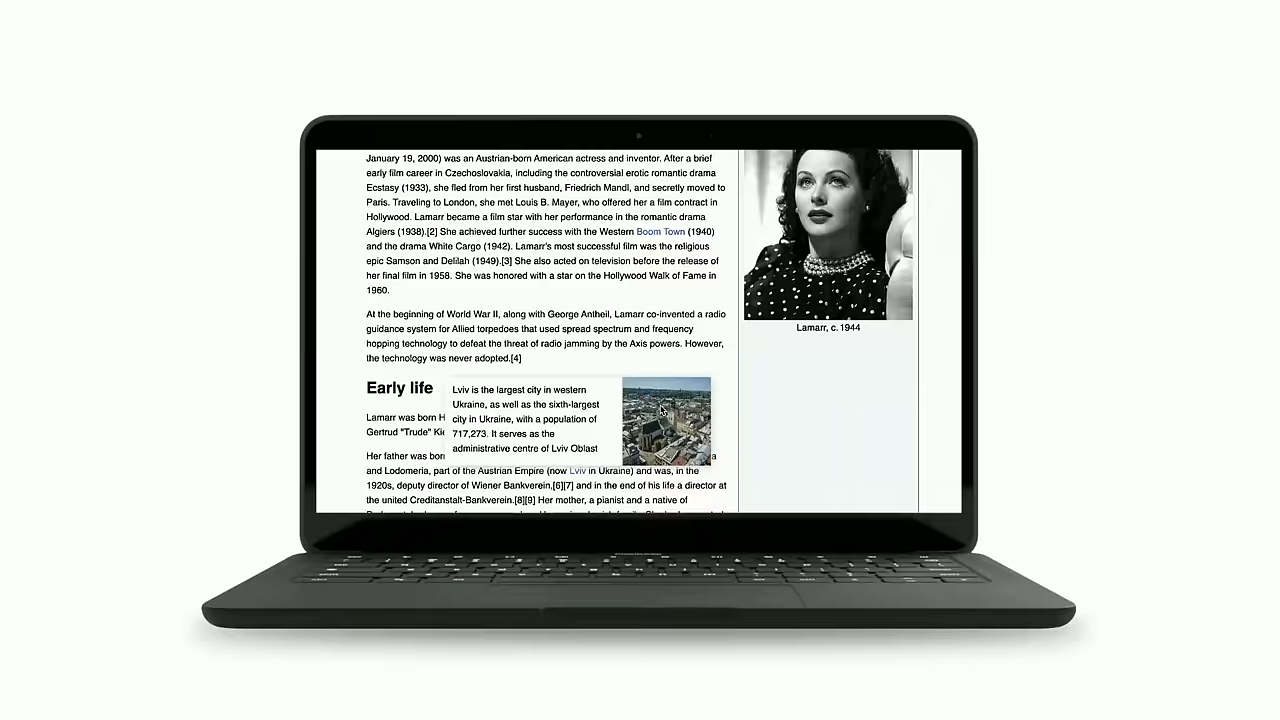 January 19, 2000) was an Austrian-born American actress and inventor. After a brief
early film career in Czechoslovakia, including the controversial erotic romantic drama
Ecstasy (1933), she fled from her first husband, Friedrich Mandl, and secretly moved to
Paris. Traveling to London, she met Louis B. Mayer, who offered her a film contract in
Hollywood. Lamarr became a film star with her performance in the romantic drama
Algiers (1938).[2] She achieved further success with the Western Boom Town (1940)
and the drama White Cargo (1942). Lamarr's most successful film was the religious
epic Samson and Delilah (1949).[3] She also acted on television before the release of
her final film in 1958. She was honored with a star on the Hollywood Walk of Fame in
1960.
At the beginning of World War II, along with George Antheil, Lamarr co-invented a radio
guidance system for Allied torpedoes that used spread spectrum and frequency
hopping technology to defeat the threat of radio jamming by the Axis powers. However,
the technology was never adopted.[4]
Early life
Lamarr was born H
Gertrud "Trude" Kie
Her father was born
a
and Lodomeria, part of the Austrian Empire (now Lviv in Ukraine) and was, in the
1920s, deputy director of Wiener Bankverein,[6][7] and in the end of his life a director at
the united Creditanstalt-Bankverein.[8][9] Her mother, a pianist and a native of
Lviv is the largest city in western
Ukraine, as well as the sixth-largest
city in Ukraine, with a population of
717,273. It serves as the
administrative centre of Lviv Oblast
Lamarr, c. 1944